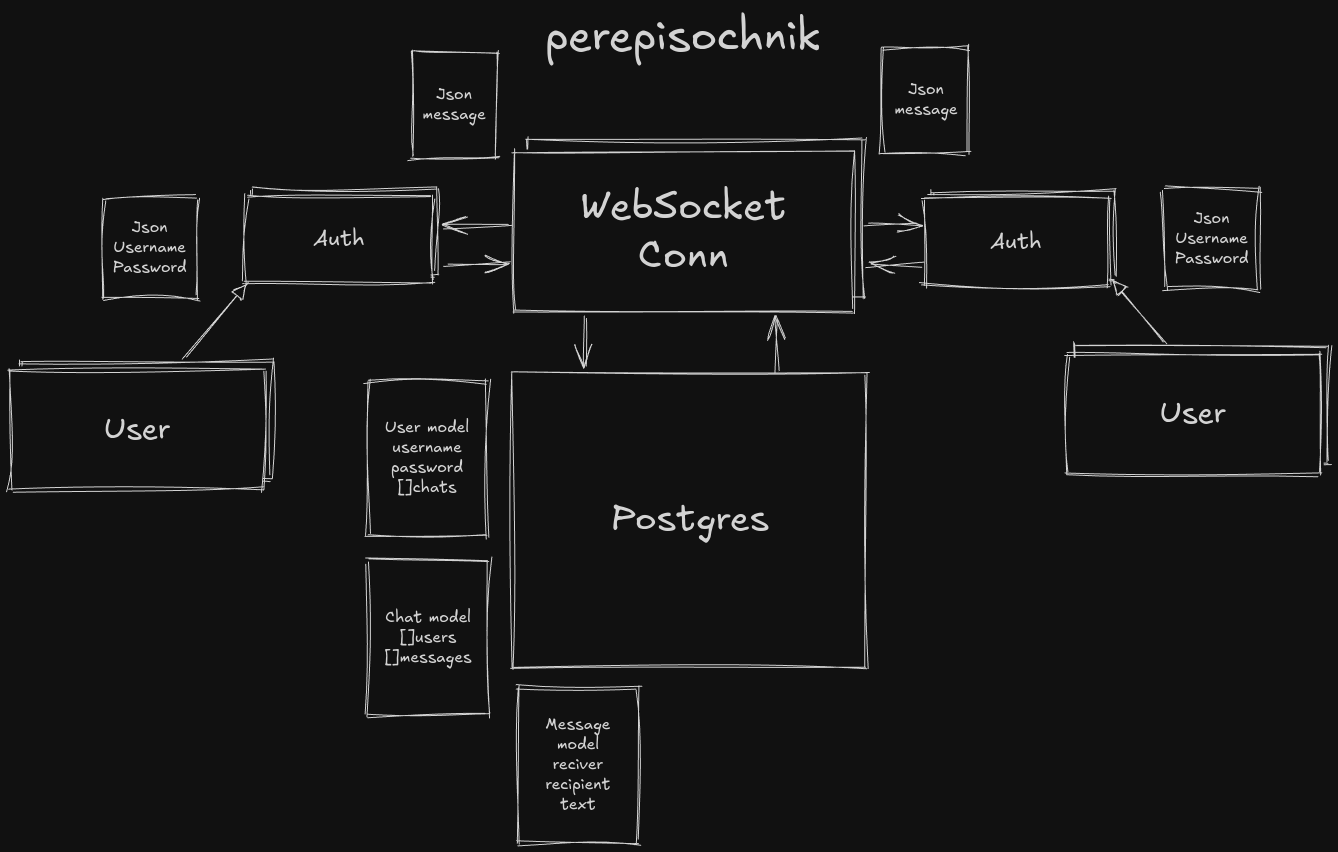 perepisochnik
Json
message
Json
message
WebSocket
Conn
Json
Username
Password
Auth
Auth
Json
Username
Password
User
User
User model
username
password
[]chats
Postgres
Chat model
[]users
[]messages
Message
model
reciver
recipient
text